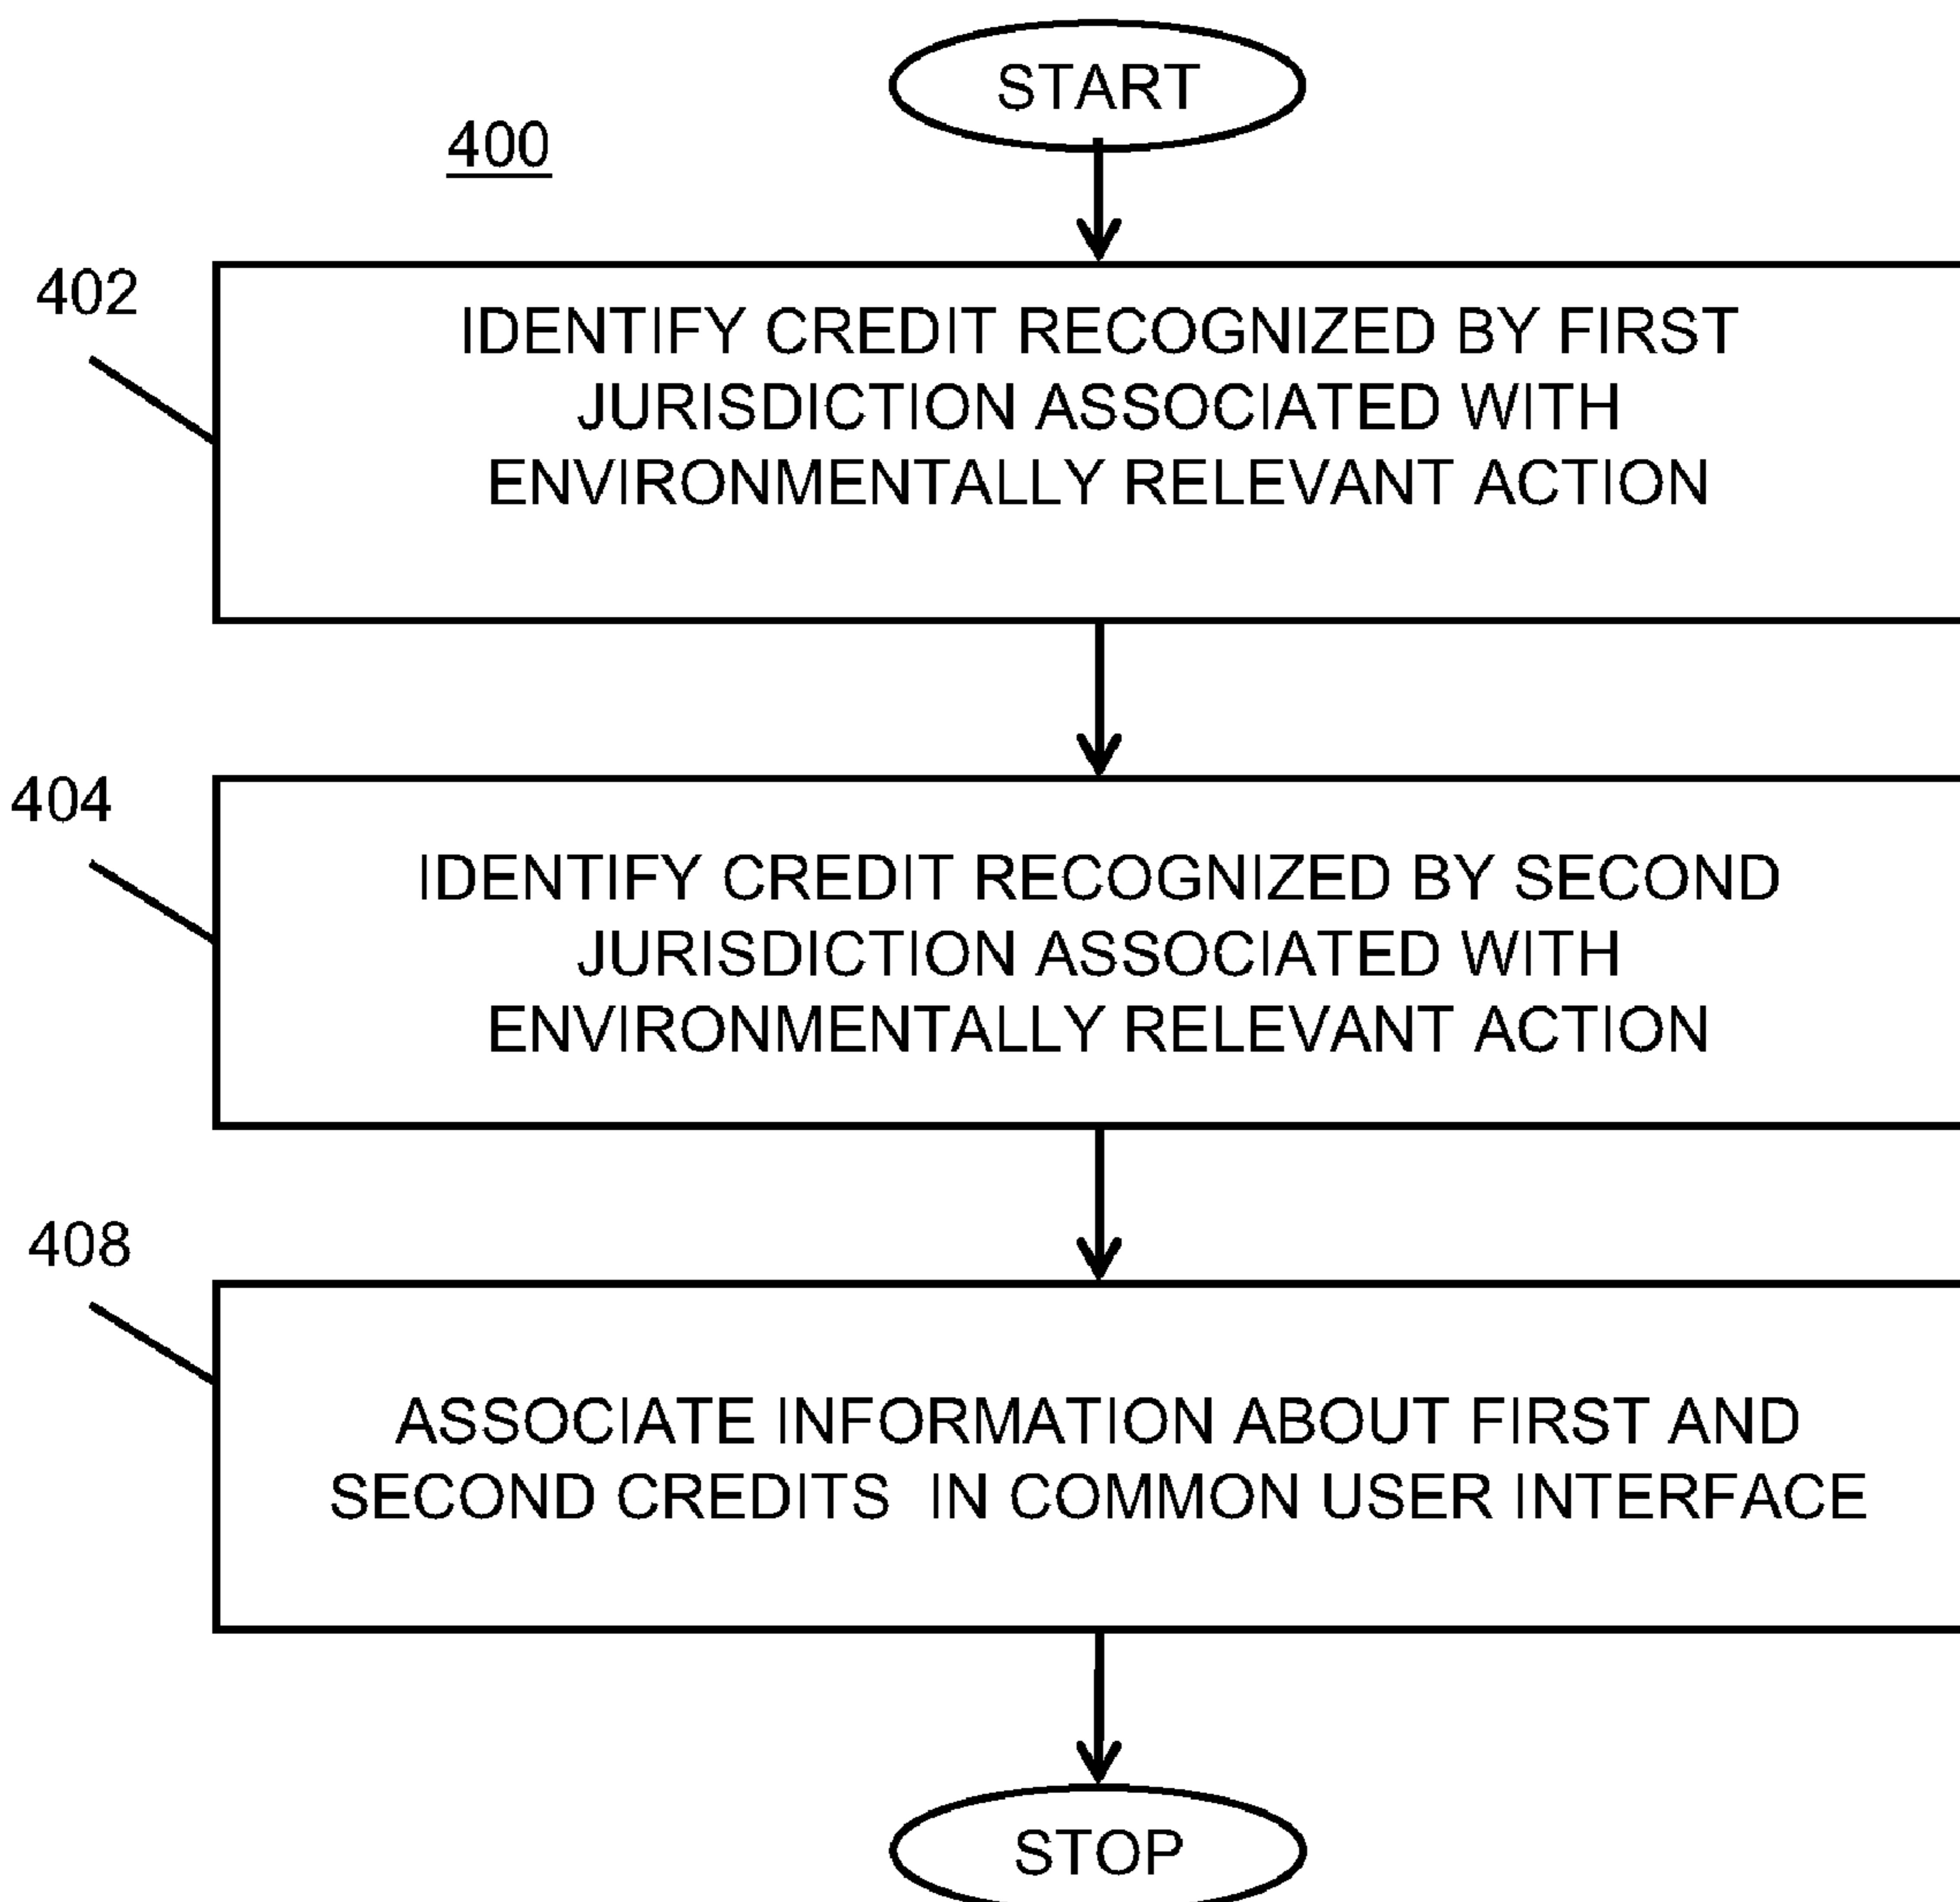 START
400
402
IDENTIFY CREDIT RECOGNIZED BY FIRST
JURISDICTION ASSOCIATED WITH
ENVIRONMENTALLY RELEVANT ACTION
404
IDENTIFY CREDIT RECOGNIZED BY SECOND
JURISDICTION ASSOCIATED WITH
ENVIRONMENTALLY RELEVANT ACTION
408
ASSOCIATE INFORMATION ABOUT FIRST AND
SECOND CREDITS IN COMMON USER INTERFACE
STOP